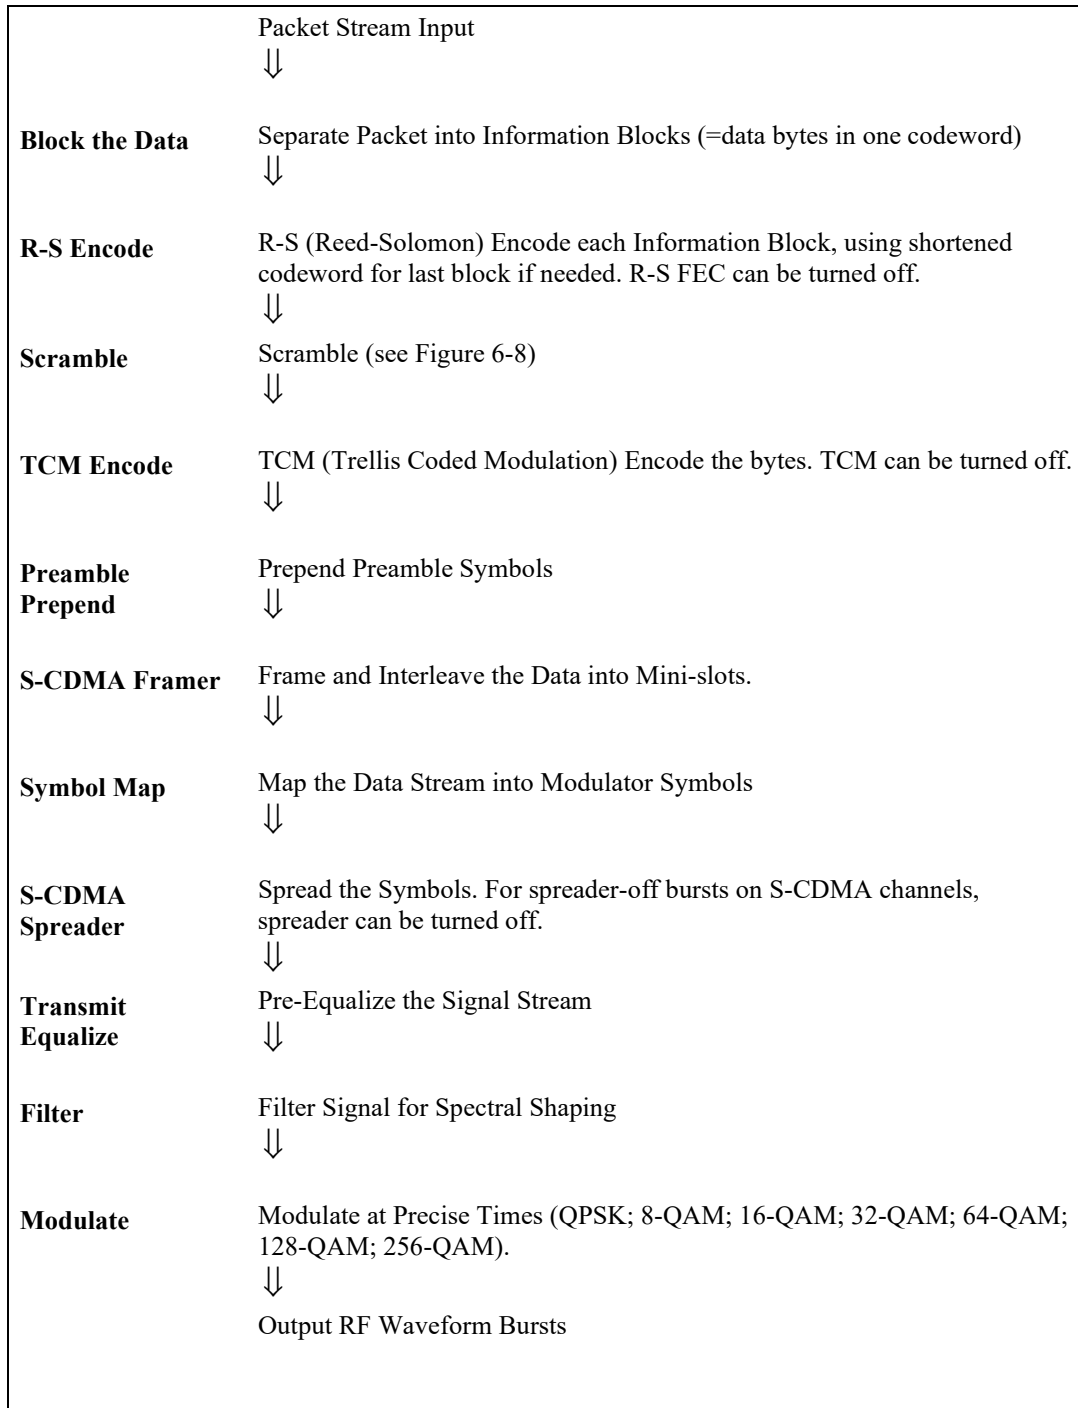 Packet Stream Input
⇓
Block the Data Separate Packet into Information Blocks (=data bytes in one codeword)
⇓
R-S Encode R-S (Reed-Solomon) Encode each Information Block, using shortened
codeword for last block if needed. R-S FEC can be turned off.
⇓
Scramble Scramble (see Figure 6-8)
⇓
TCM Encode TCM (Trellis Coded Modulation) Encode the bytes. TCM can be turned off.
⇓
Preamble Prepend Preamble Symbols
Prepend ⇓
S-CDMA Framer Frame and Interleave the Data into Mini-slots.
⇓
Symbol Map Map the Data Stream into Modulator Symbols
⇓
S-CDMA Spread the Symbols. For spreader-off bursts on S-CDMA channels,
Spreader spreader can be turned off.
⇓
Transmit Pre-Equalize the Signal Stream
Equalize ⇓
Filter Filter Signal for Spectral Shaping
⇓
Modulate Modulate at Precise Times (QPSK; 8-QAM; 16-QAM; 32-QAM; 64-QAM;
128-QAM; 256-QAM).
⇓
Output RF Waveform Bursts